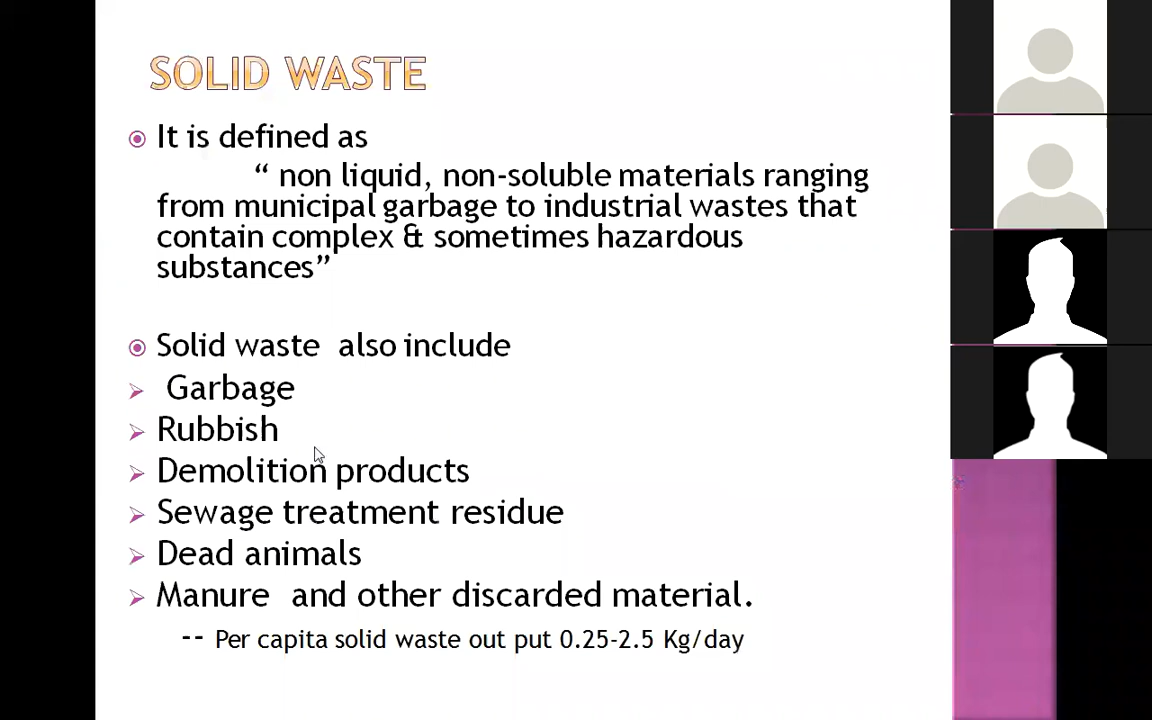 SOLID WASTE
It is defined as
“ non liquid, non-soluble materials ranging
from municipal garbage to industrial wastes that
contain complex & sometimes hazardous
substances”
Solid waste also include
Garbage
Rubbish
Demolition products
Sewage treatment residue
Dead animals
Manure and other discarded material.
-- Per capita solid waste out put 0.25-2.5 Kg/day